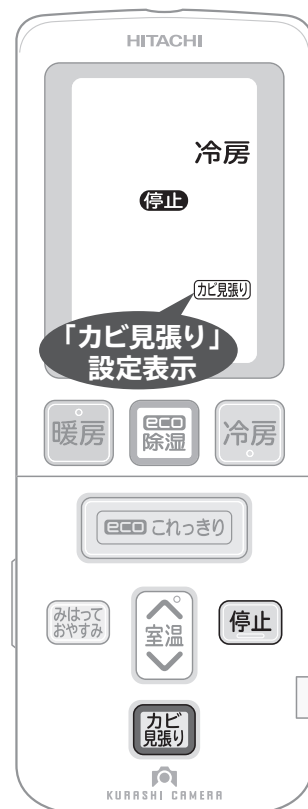 HITACHI
冷房
停止
カビ見張り
「カビ見張り」
設定表示
暖房
eco
除湿
冷房
eco これっきり
みはって
おやすみ
室温
停止
カビ
見張り
KURASHI CAMERA